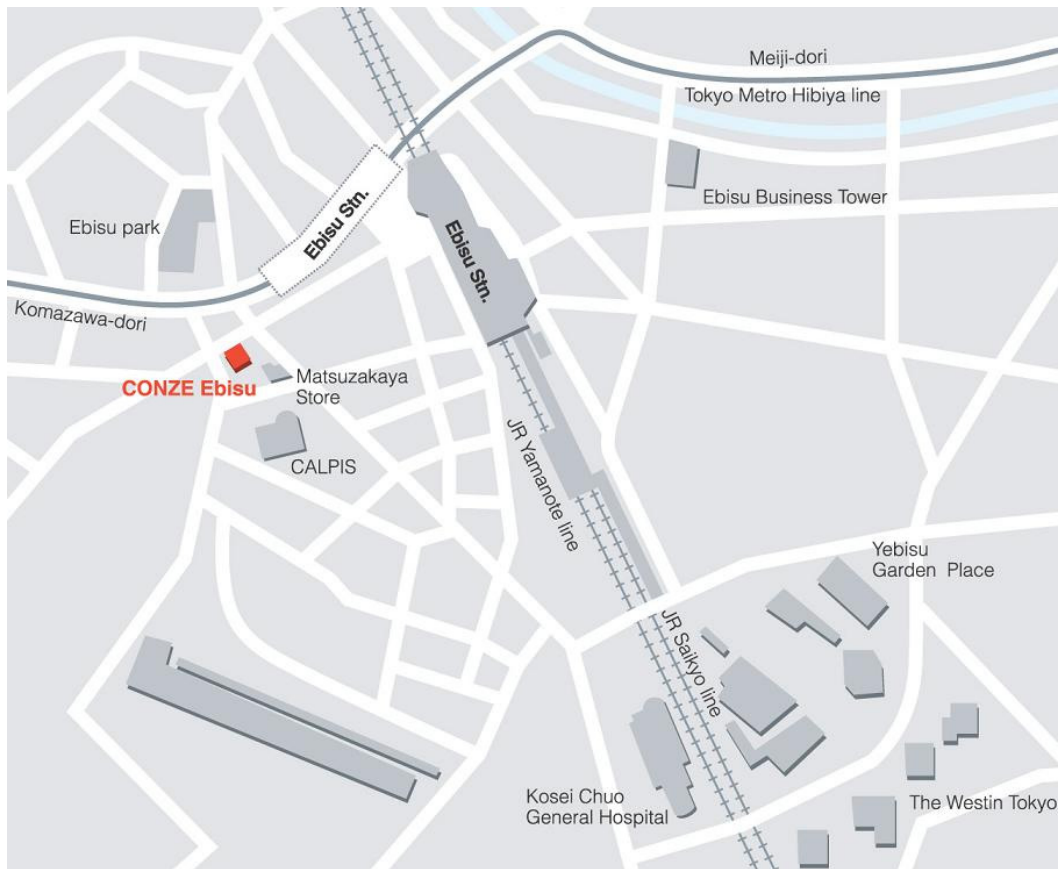 Meiji-dori
Tokyo Metro Hibiya line
Ebisu Business Tower
Ebisu park
Ebisu Stn.
Ebisu Stn.
Komazawa-dori
CONZE Ebisu
Matsuzakaya
Store
CALPIS
JR Yamanote line
Yebisu
Garden Place
JR Saikyo line
Kosei Chuo
General Hospital
The Westin Tokyo